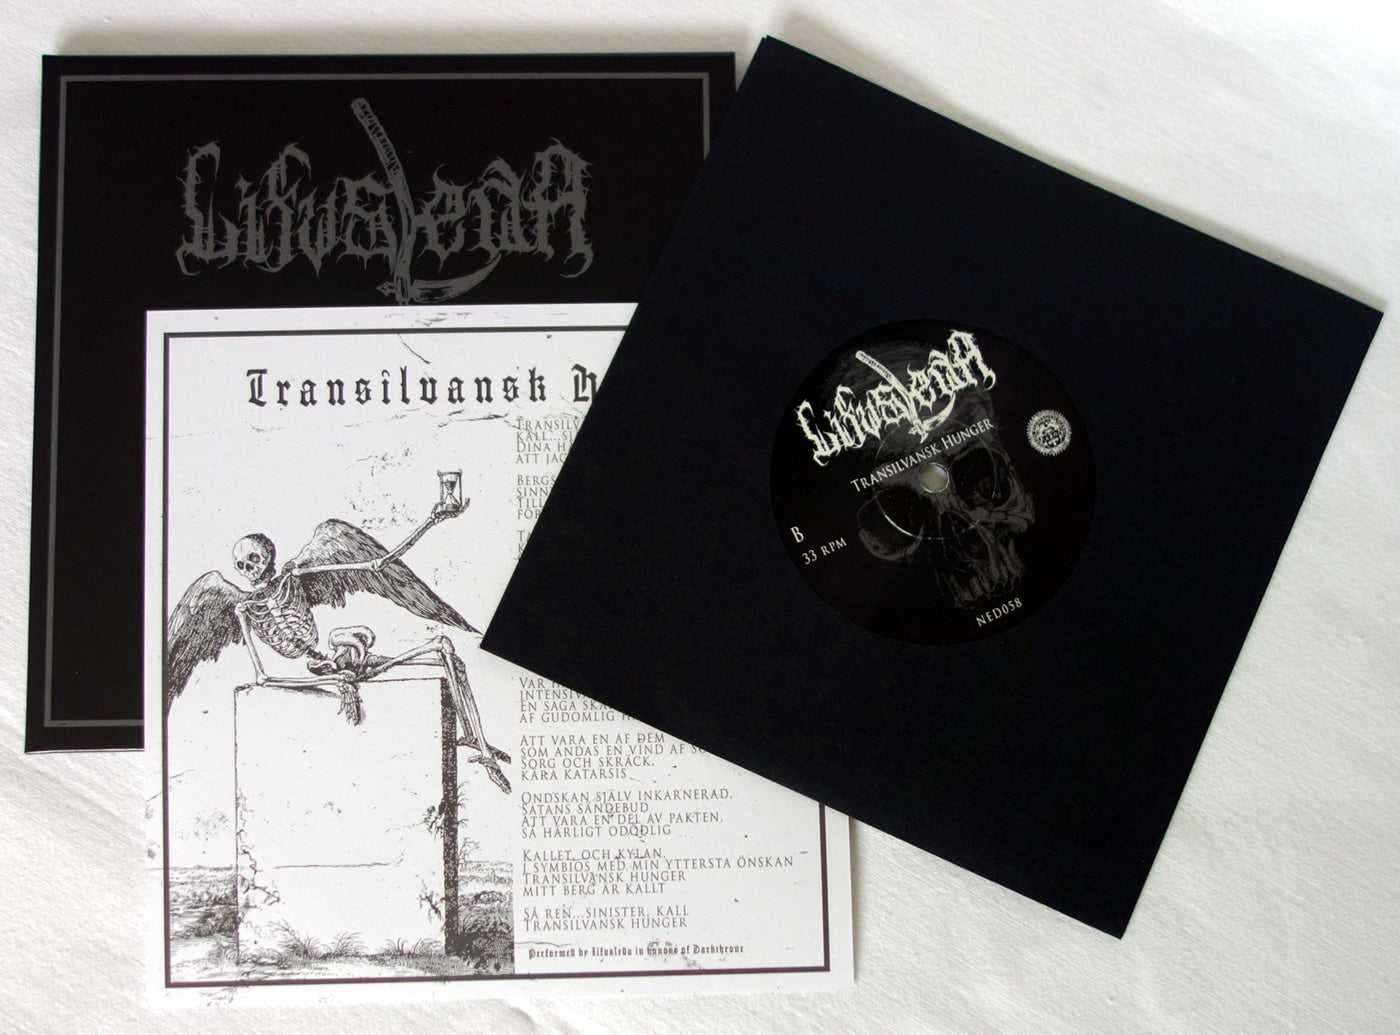 Lifvsleda
Transilvansk
Transilv
Kall...sj
Dina h
Att jag
Bergs
Sinn
Till
För
Var
Intensiv
En saga ska
Af gudomlig
Att vara en af dem
Som andas en vind af
Sorg och skräck,
Kära katarsis
Ondskan själv inkarnerad,
Satans sändebud
Att vara en del av pakten,
Så härligt odödlig
Kallet och kylan,
I symbios med min yttersta önskan
Transilvansk hunger
Mitt berg är kallt
Så ren...sinister, kall
Transilvansk hunger
Performed by Lifvsleda in honour of Darkthrone
Lifvsleda
Transilvansk Hunger
B
33 RPM
NED058